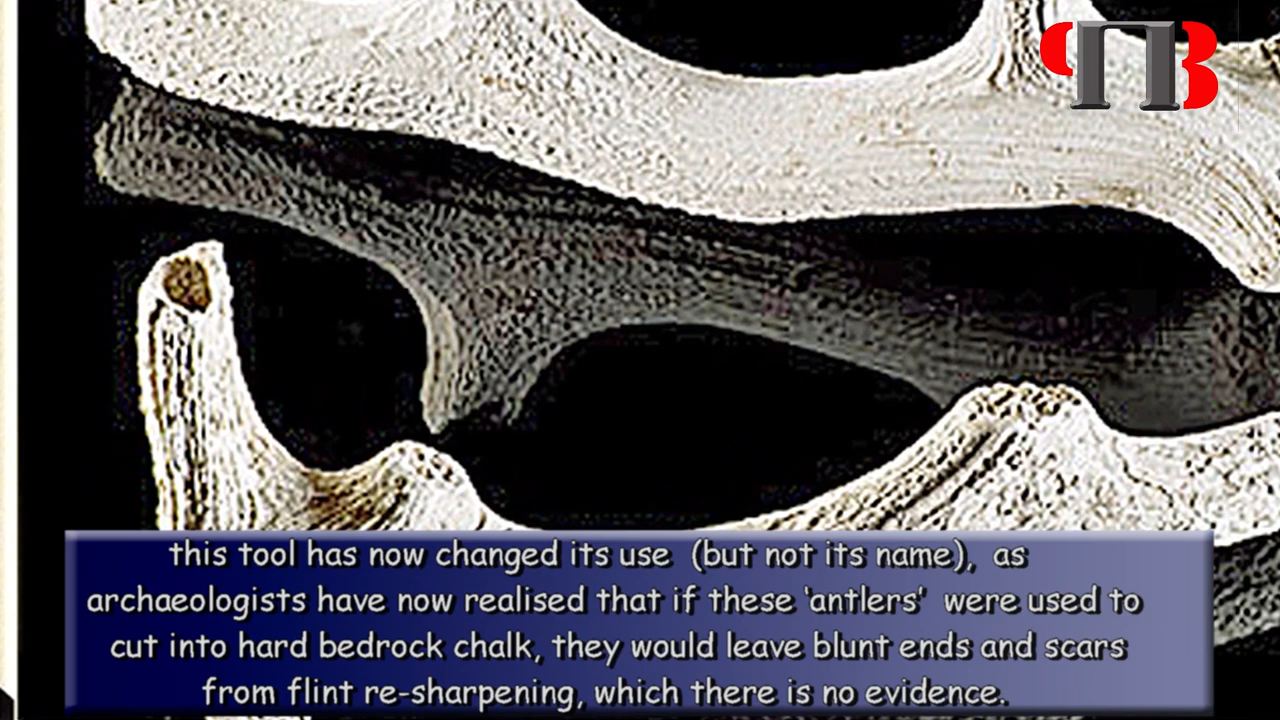 this tool has now changed its use (but not its name), as
archaeologists have now realised that if these 'antlers' were used to
cut into hard bedrock chalk, they would leave blunt ends and scars
from flint re-sharpening, which there is no evidence.